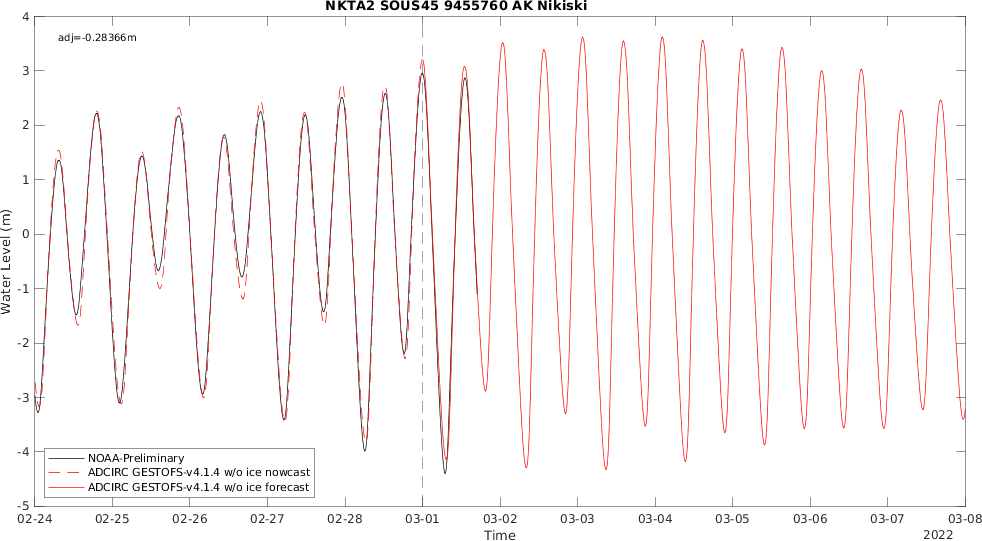 NKTA2 SOUS45 9455760 AK Nikiski
adj=-0.28366m
4
3
2
1
0
-1
-2
-3
-4
-5
Water Level (m)
NOAA-Preliminary
ADCIRC GESTOFS-v4.1.4 w/o ice nowcast
ADCIRC GESTOFS-v4.1.4 w/o ice forecast
02-24 02-25 02-26 02-27 02-28 03-01 03-02 03-03 03-04 03-05 03-06 03-07 03-08
Time
2022